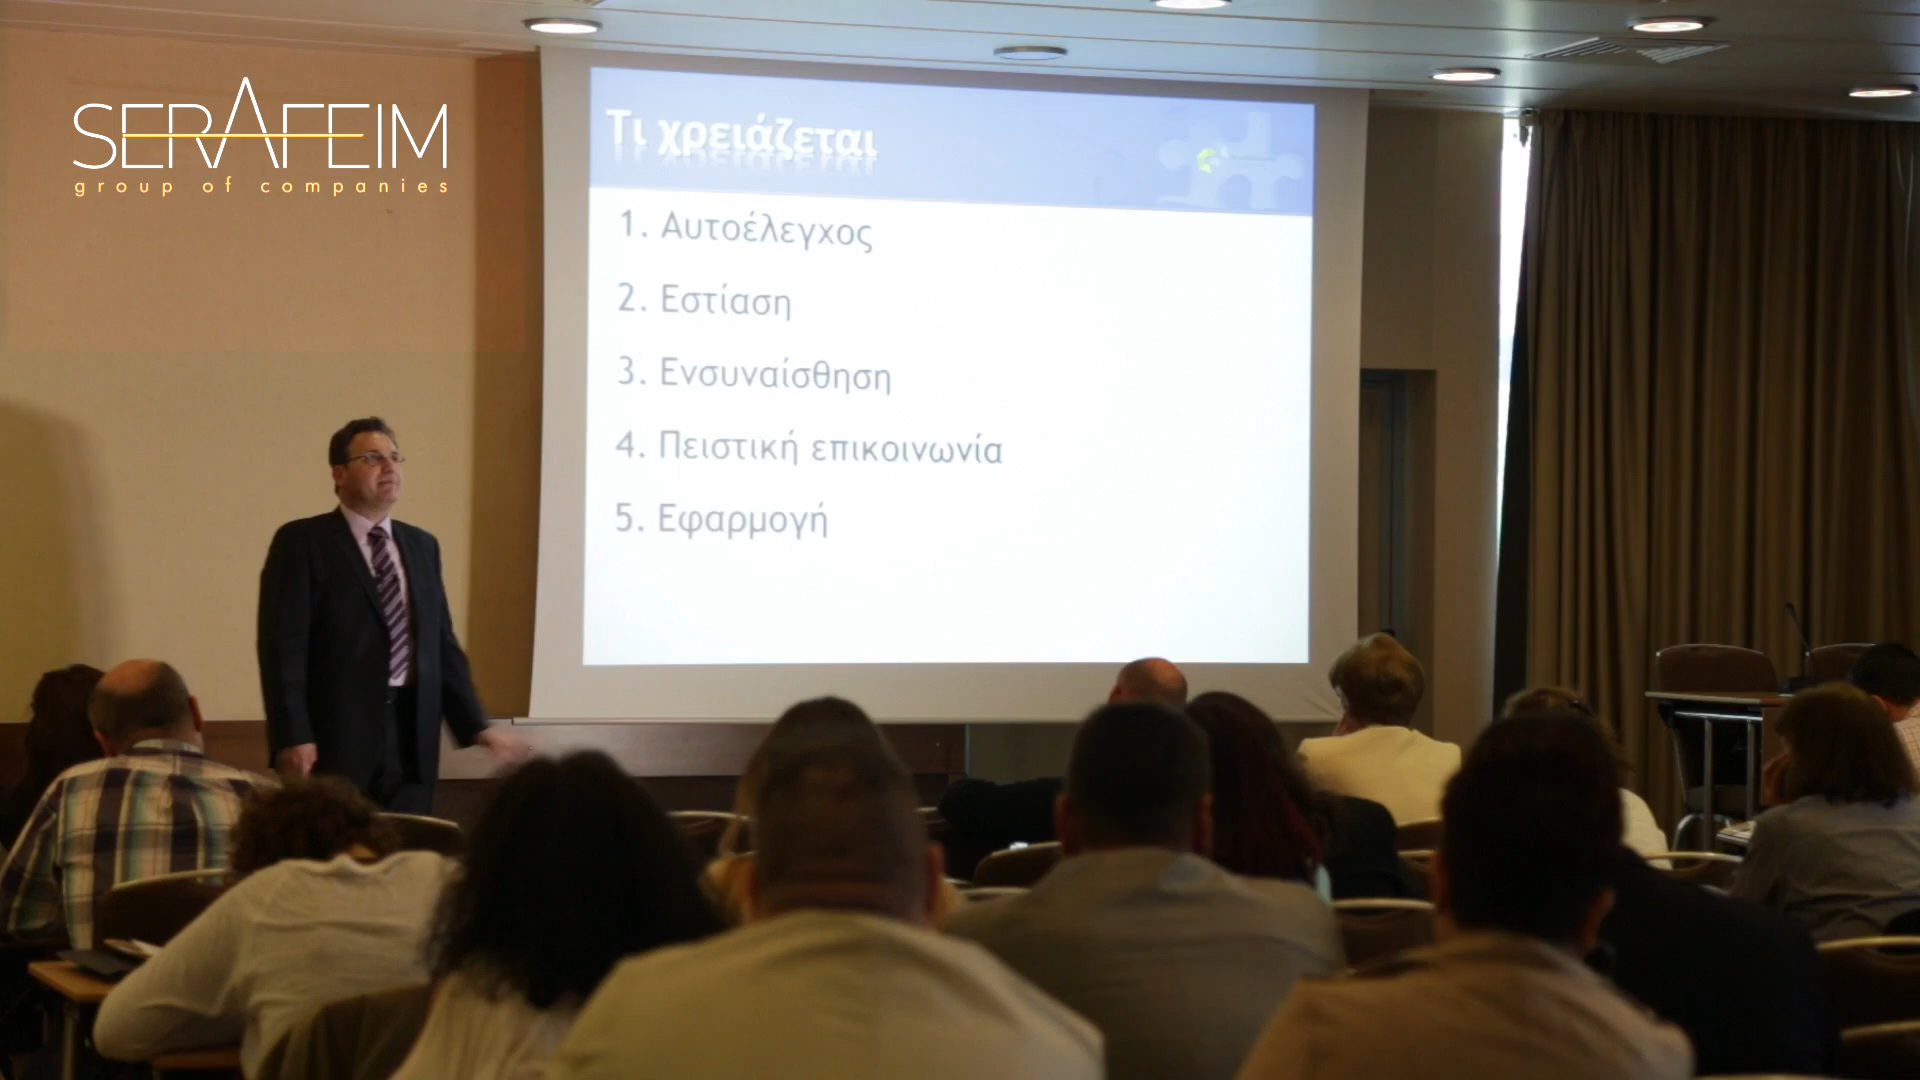 SERAFEIM
group of companies
Τι χρειάζεται
1. Αυτοέλεγχος
2. Εστίαση
3. Ενσυναίσθηση
4. Πειστική επικοινωνία
5. Εφαρμογή